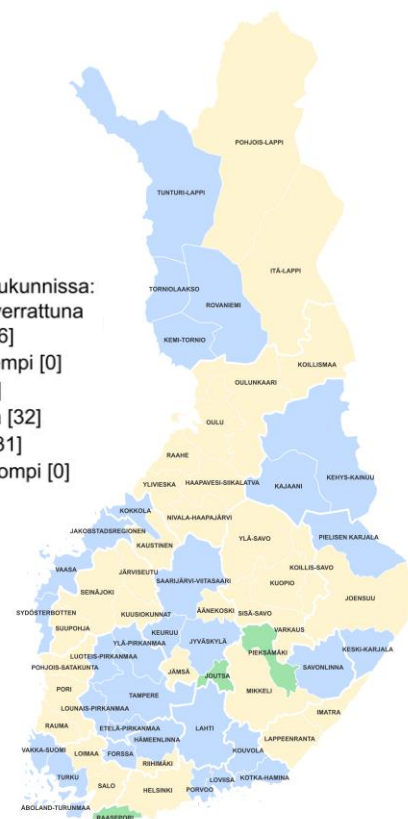 POHJOIS-LAPPI
TUNTURI-LAPPI
ITÄ-LAPPI
ukunnissa:
verrattuna
6]
mpi [0]
]
[32]
31]
ompi [0]
TORNIOLAAKSO
ROVANIEMI
KEMI-TORNIO
KOILLISMAA
OULUNKAARI
OULU
RAAHE
KEHYS-KAINUU
KAJAANI
YLIVIESKA
HAAPAVESI-SIIKALATVA
NIVALA-HAAPAJÄRVI
KOKKOLA
JAKOBSTADSREGIONEN
KAUSTINEN
YLÄ-SAVO
PIELISEN KARJALA
VAASA
JÄRVISEUTU
SAARIJÄRVI-VIITASAARI
KOILLIS-SAVO
KUOPIO
SEINÄJOKI
JOENSUU
SYDÖSTERBOTTEN
KUUSIOKUNNAT
ÄÄNEKOSKI
SISÄ-SAVO
SUUPOHJA
VARKAUS
KEURUU
JYVÄSKYLÄ
YLÄ-PIRKANMAA
PIEKSÄMÄKI
KESKI-KARJALA
LUOTEIS-PIRKANMAA
SAVONLINNA
POHJOIS-SATAKUNTA
JÄMSÄ
JOUTSA
MIKKELI
PORI
TAMPERE
LOUNAIS-PIRKANMAA
IMATRA
RAUMA
ETELÄ-PIRKANMAA
LAHTI
LAPPEENRANTA
HÄMEENLINNA
VAKKA-SUOMI
LOIMAA
FORSSA
KOUVOLA
RIIHIMÄKI
TURKU
LOVIISA
KOTKA-HAMINA
SALO
HELSINKI
PORVOO
ÅBOLAND-TURUNMAA
RAASEPORI